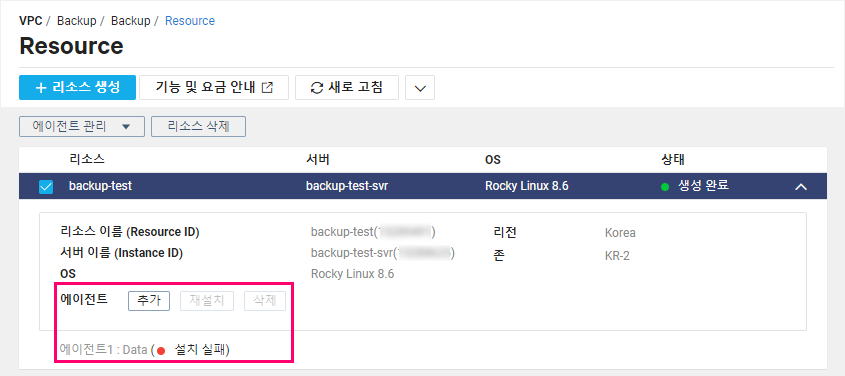 VPC / Backup / Backup / Resource
Resource
+ 리소스 생성 기능 및 요금 안내 새로 고침
에이전트 관리 리소스 삭제
리소스 서버 OS 상태
backup-test backup-test-svr Rocky Linux 8.6 생성 완료
리소스 이름 (Resource ID) backup-test( ) 리전 Korea
서버 이름 (Instance ID) backup-test-svr( ) 존 KR-2
OS Rocky Linux 8.6
에이전트 추가 재설치 삭제
에이전트1 : Data ( 설치 실패)